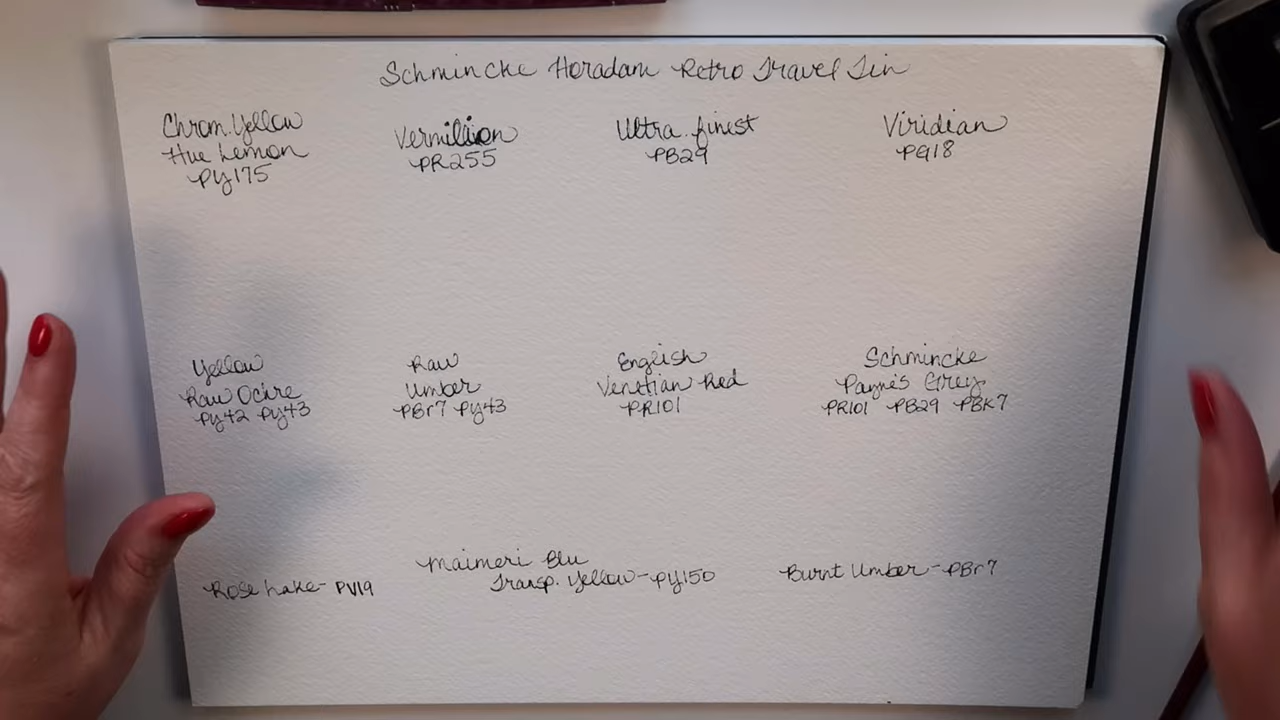 Schmincke Horadam Retro Travel Tin
Chrom. Yellow
Hue Lemon
PY175
Vermilion
PR255
Ultra. finest
PB29
Viridian
PG18
Yellow
Raw Ochre
PY42 PY43
Raw
Umber
PBr7 PY43
English
Venetian Red
PR101
Schmincke
Payne's Grey
PR101 PB29 PBK7
Rose Lake - PV19
Maimeri Blu
Transp. Yellow - PY150
Burnt Umber - PBr7